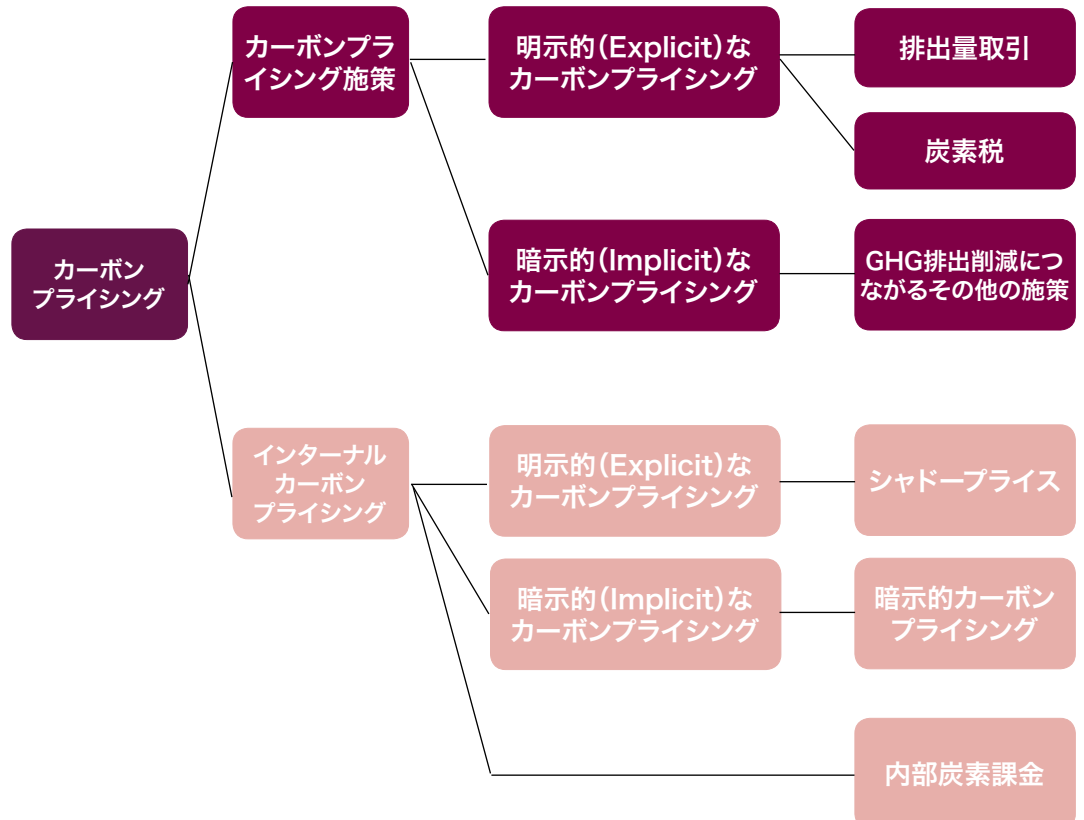 カーボンプラ
イシング施策
明示的（Explicit）な
カーボンプライシング
排出量取引
炭素税
カーボン
プライシング
暗示的（Implicit）な
カーボンプライシング
GHG排出削減につ
ながるその他の施策
インターナル
カーボン
プライシング
明示的（Explicit）な
カーボンプライシング
シャドープライス
暗示的（Implicit）な
カーボンプライシング
暗示的カーボン
プライシング
内部炭素課金